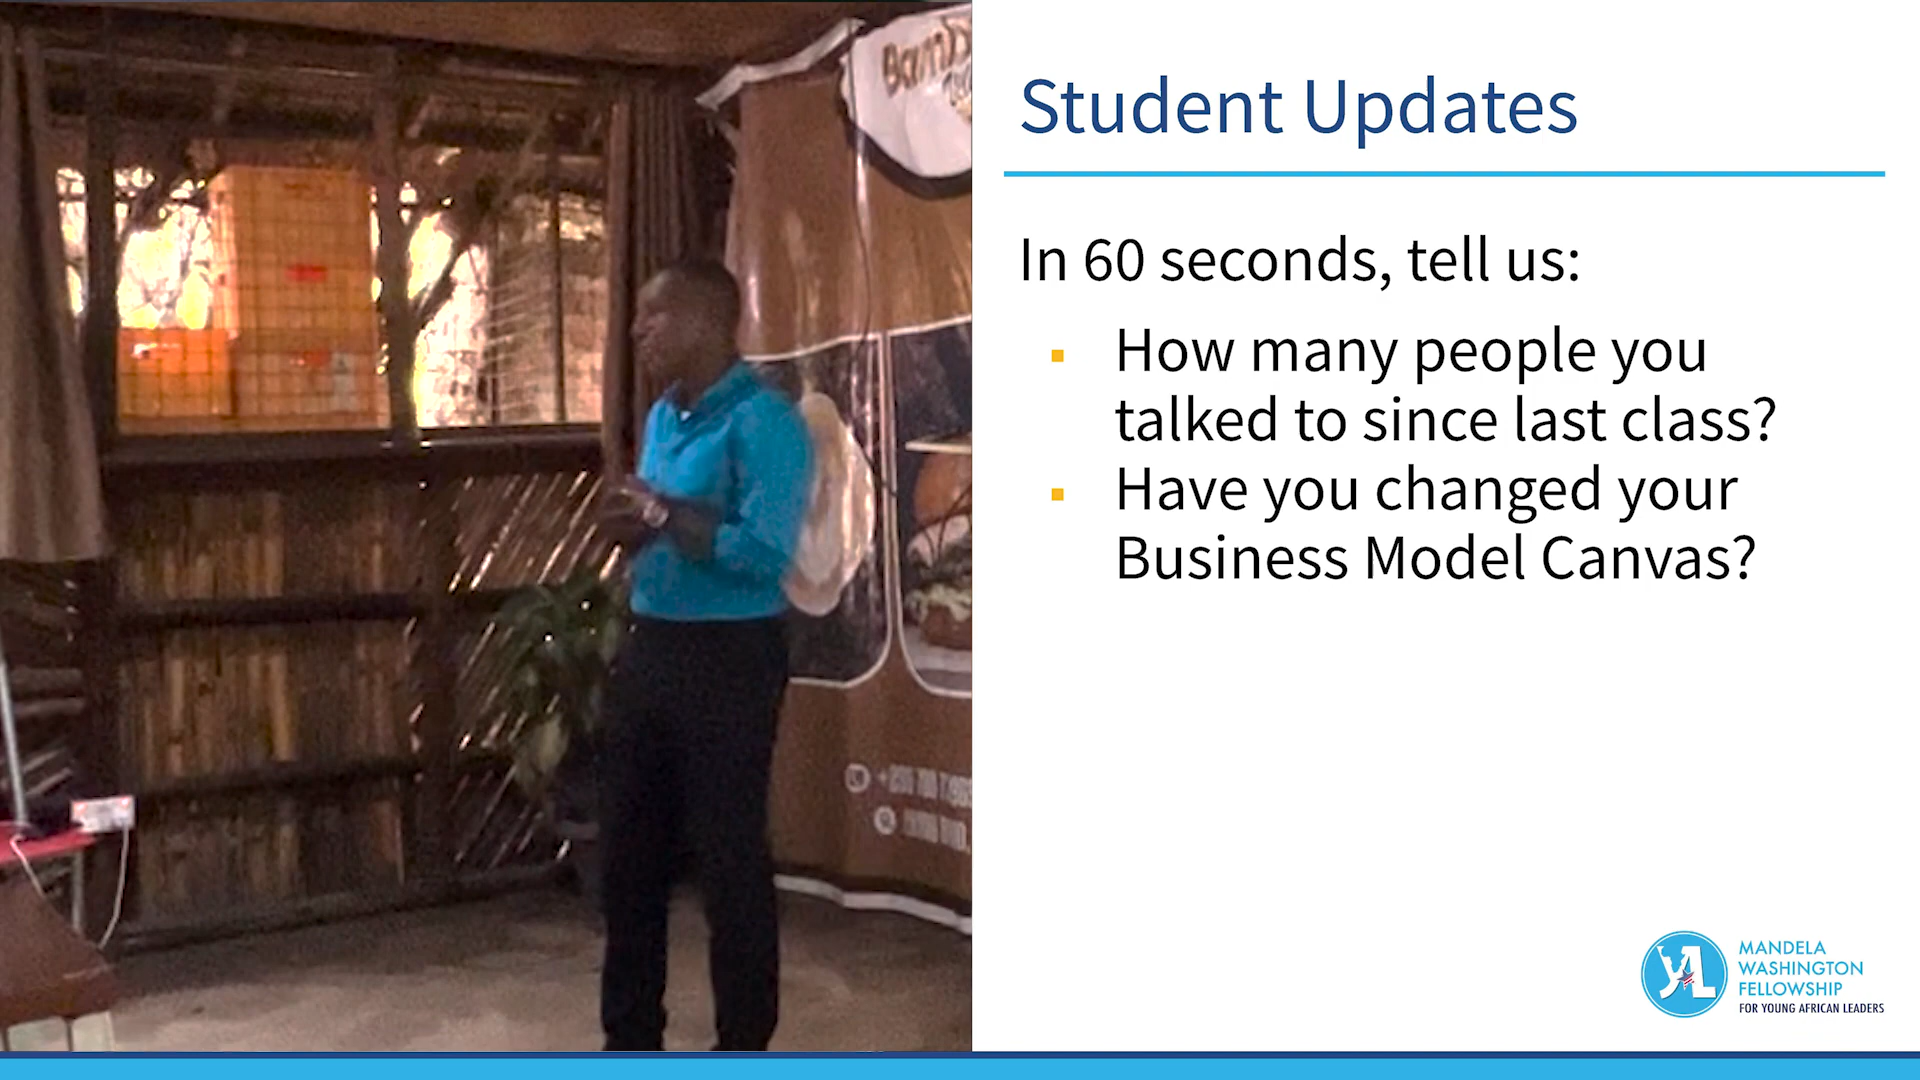 Student Updates
In 60 seconds, tell us:
How many people you
talked to since last class?
Have you changed your
Business Model Canvas?
MANDELA
WASHINGTON
FELLOWSHIP
FOR YOUNG AFRICAN LEADERS